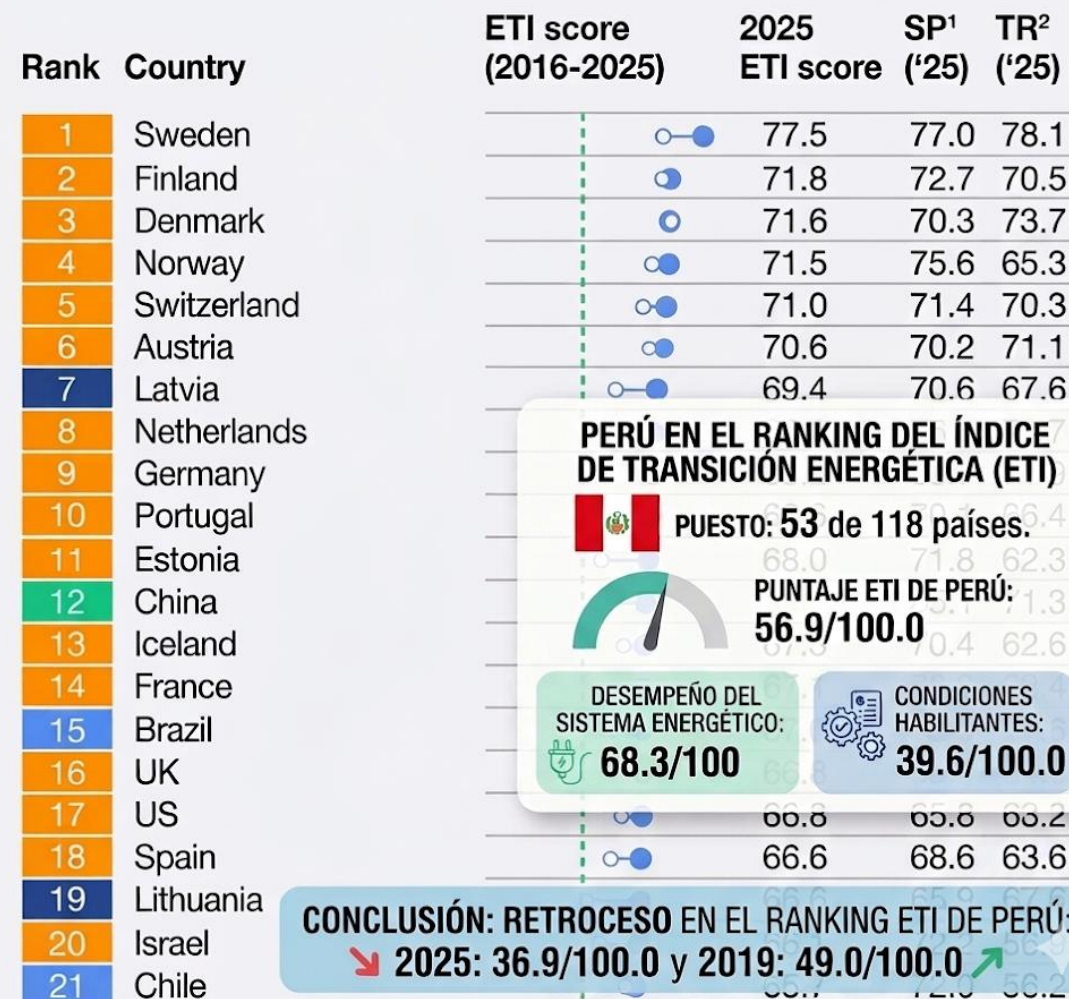 ETI score 2025 SP¹ TR²
Rank Country (2016-2025) ETI score (‘25) (‘25)
1 Sweden 77.5 77.0 78.1
2 Finland 71.8 72.7 70.5
3 Denmark 71.6 70.3 73.7
4 Norway 71.5 75.6 65.3
5 Switzerland 71.0 71.4 70.3
6 Austria 70.6 70.2 71.1
7 Latvia 69.4 70.6 67.6
8 Netherlands
9 Germany
10 Portugal
11 Estonia 68.0 71.8 62.3
12 China
13 Iceland
14 France
15 Brazil
16 UK 66.8
17 US 66.8 65.8 63.2
18 Spain 66.6 68.6 63.6
19 Lithuania
20 Israel
21 Chile
PERÚ EN EL RANKING DEL ÍNDICE
DE TRANSICIÓN ENERGÉTICA (ETI)
PUESTO: 53 de 118 países.
PUNTAJE ETI DE PERÚ:
56.9/100.0
DESEMPEÑO DEL
SISTEMA ENERGÉTICO:
68.3/100
CONDICIONES
HABILITANTES:
39.6/100.0
CONCLUSIÓN: RETROCESO EN EL RANKING ETI DE PERÚ:
2025: 36.9/100.0 y 2019: 49.0/100.0